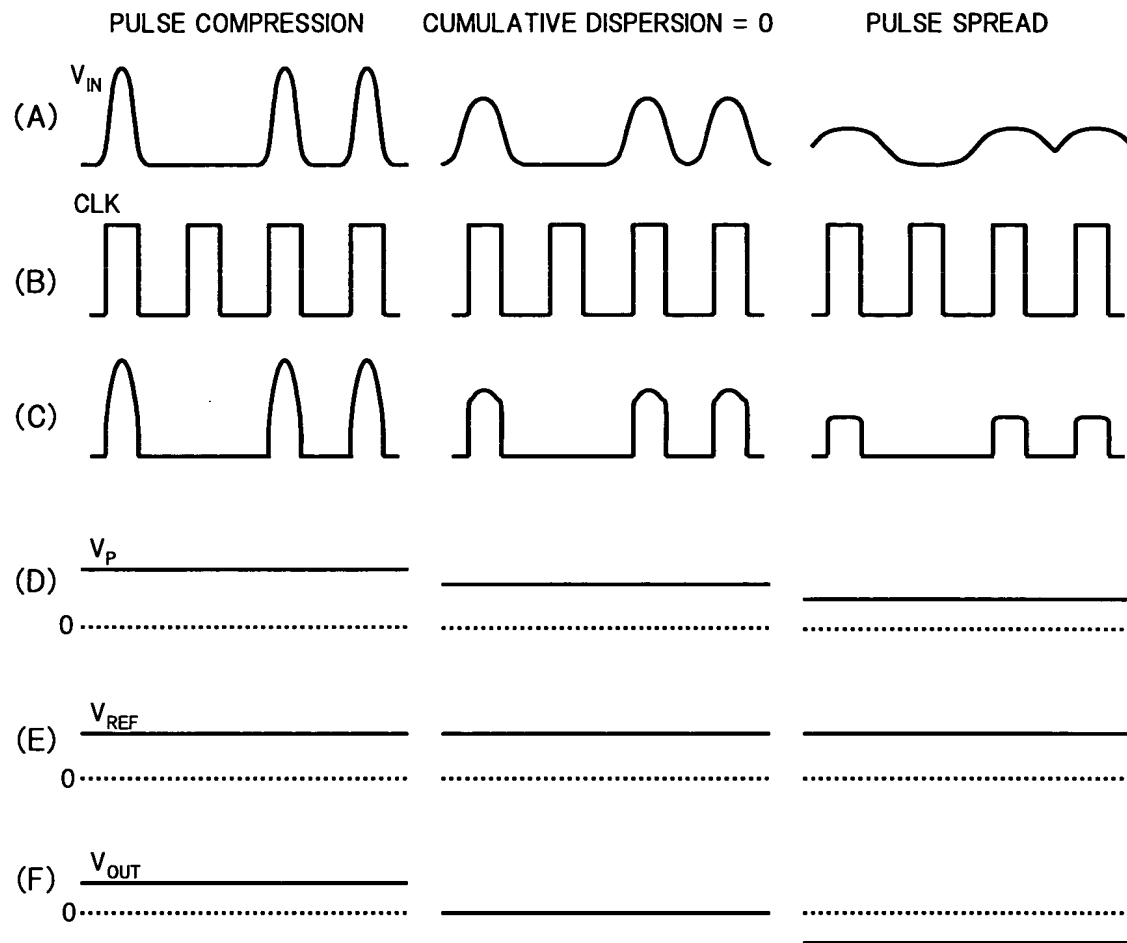 PULSE COMPRESSION CUMULATIVE DISPERSION = 0 PULSE SPREAD
(A) V_IN
(B) CLK
(C)
(D) V_P
0
(E) V_REF
0
(F) V_OUT
0